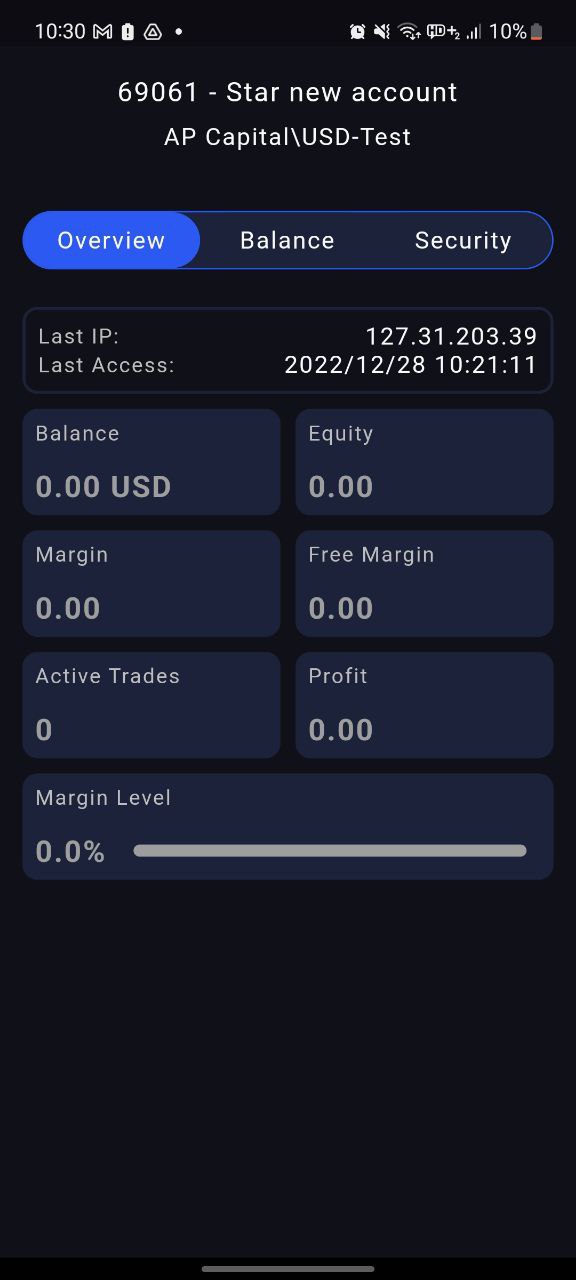 10:30 10%
69061 - Star new account
AP Capital\USD-Test
Overview Balance Security
Last IP: 127.31.203.39
Last Access: 2022/12/28 10:21:11
Balance Equity
0.00 USD 0.00
Margin Free Margin
0.00 0.00
Active Trades Profit
0 0.00
Margin Level
0.0%